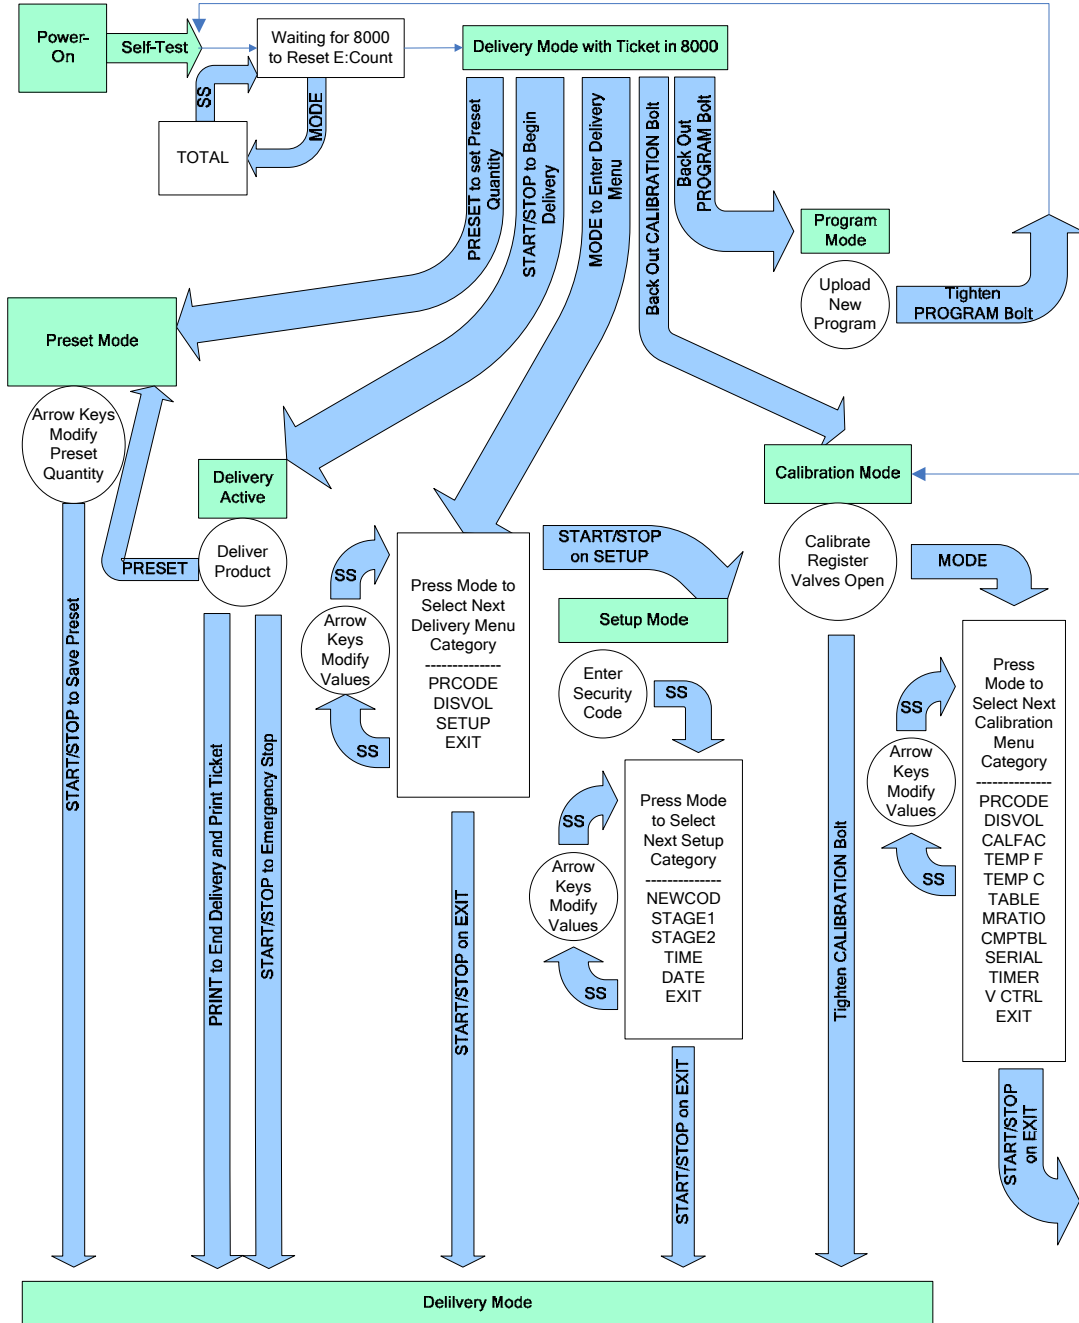 Power-
On
Self-Test
Waiting for 8000
to Reset E:Count
Delivery Mode with Ticket in 8000
SS
MODE
TOTAL
PRESET to set Preset
Quantity
START/STOP to Begin
Delivery
MODE to Enter Delivery
Menu
Back Out CALIBRATION Bolt
Back Out
PROGRAM Bolt
Program
Mode
Upload
New
Program
Tighten
PROGRAM Bolt
Preset Mode
Arrow Keys
Modify
Preset
Quantity
PRESET
START/STOP to Save Preset
Delivery
Active
Deliver
Product
PRINT to End Delivery and Print Ticket
START/STOP to Emergency Stop
SS
Arrow
Keys
Modify
Values
SS
Press Mode to
Select Next
Delivery Menu
Category
--------------
PRCODE
DISVOL
SETUP
EXIT
START/STOP on EXIT
START/STOP
on SETUP
Setup Mode
Enter
Security
Code
SS
SS
Arrow
Keys
Modify
Values
SS
Press Mode
to Select
Next Setup
Category
-------------
NEWCOD
STAGE1
STAGE2
TIME
DATE
EXIT
START/STOP on EXIT
Calibration Mode
Calibrate
Register
Valves Open
MODE
Tighten CALIBRATION Bolt
SS
Arrow
Keys
Modify
Values
SS
Press
Mode to
Select Next
Calibration
Menu
Category
-------------
PRCODE
DISVOL
CALFAC
TEMP F
TEMP C
TABLE
MRATIO
CMPTBL
SERIAL
TIMER
V CTRL
EXIT
START/STOP
on EXIT
Delilvery Mode